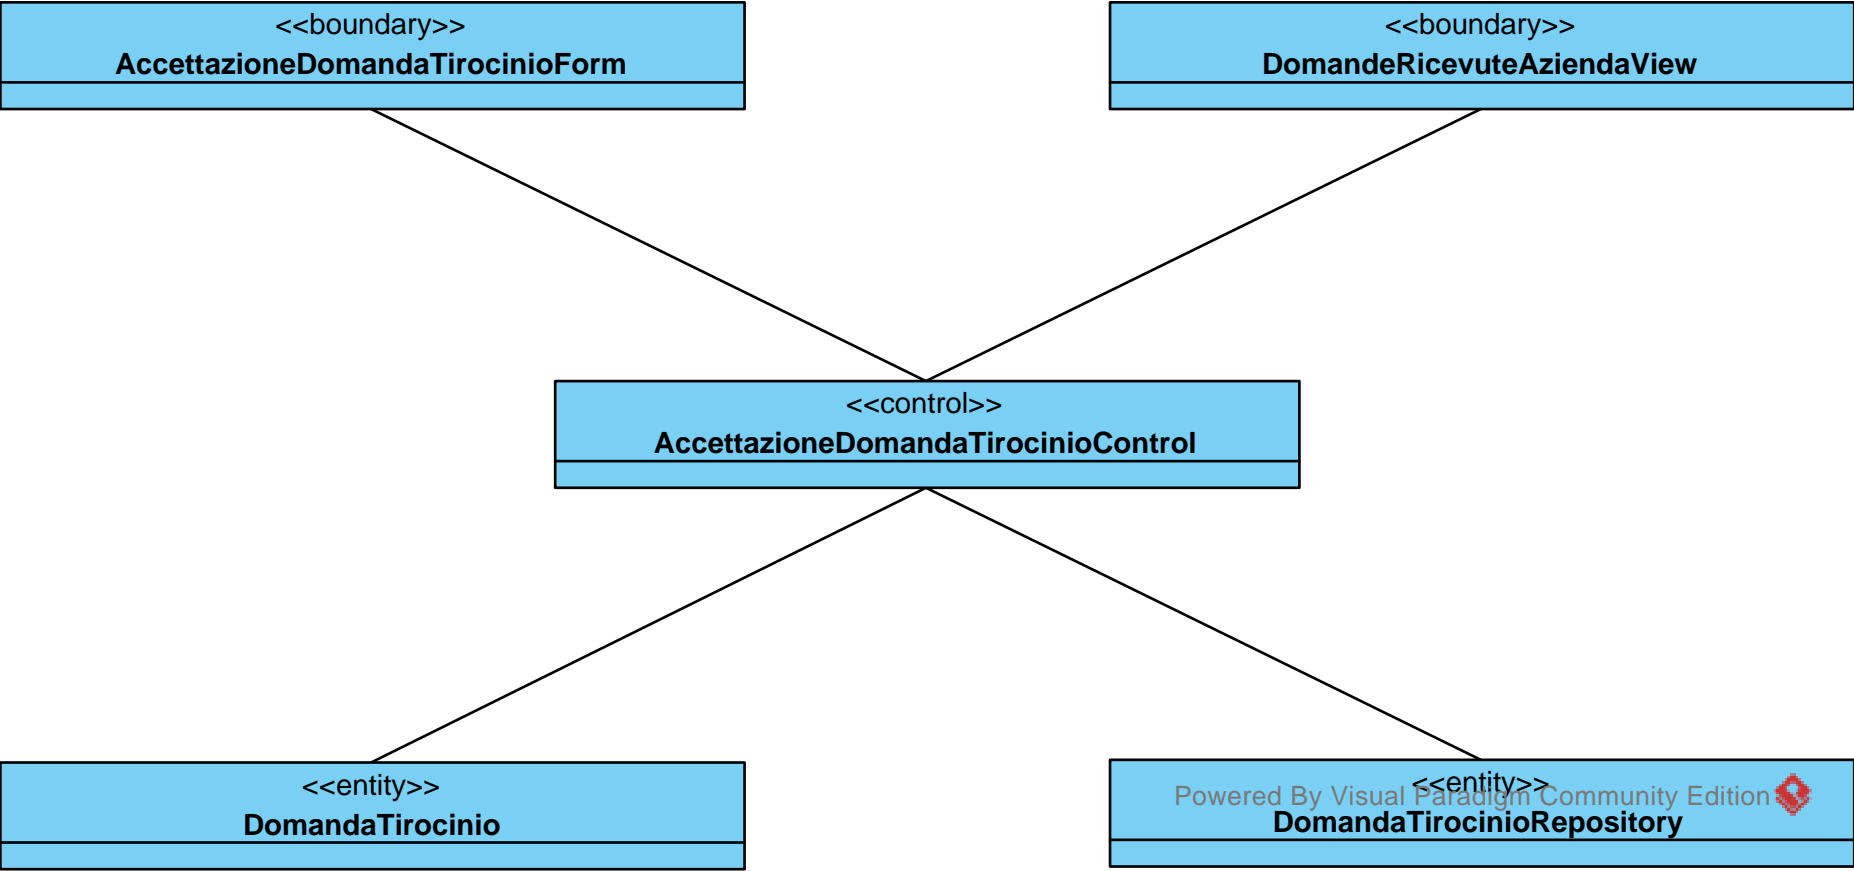 <<boundary>>
AccettazioneDomandaTirocinioForm
<<boundary>>
DomandeRicevuteAziendaView
<<control>>
AccettazioneDomandaTirocinioControl
<<entity>>
DomandaTirocinio
<<entity>>
Powered By Visual Paradigm Community Edition
DomandaTirocinioRepository